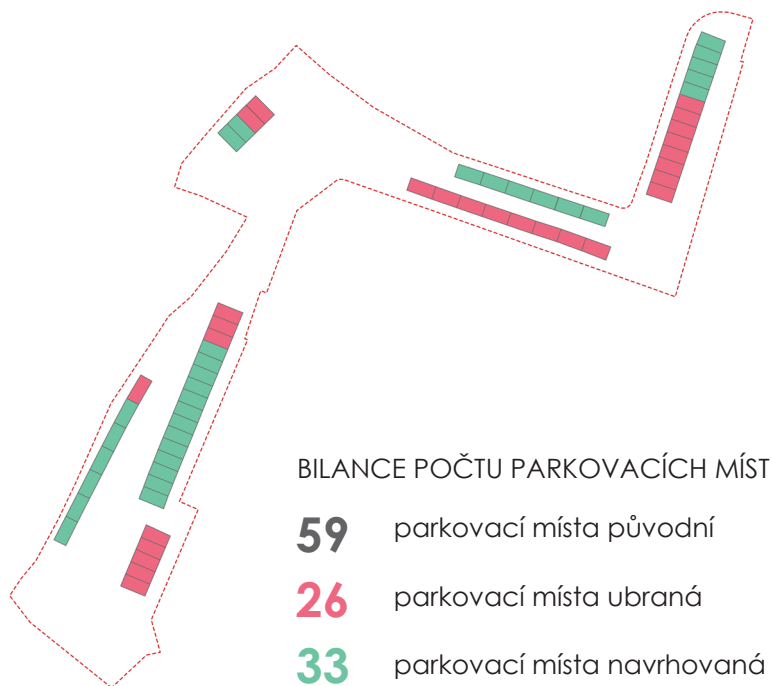 BILANCE POČTU PARKOVACÍCH MÍST
59 parkovací místa původní
26 parkovací místa ubraná
33 parkovací místa navrhovaná